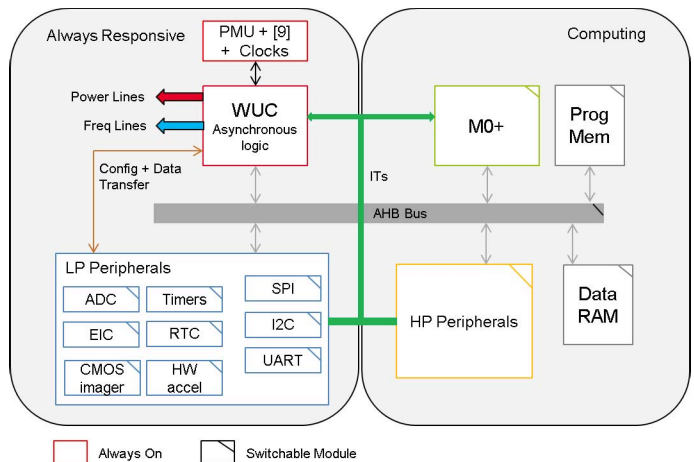 Always Responsive
PMU + [9]
+ Clocks
Computing
Power Lines
Freq Lines
WUC
Asynchronous
logic
M0+
Prog
Mem
Config + Data
Transfer
ITs
AHB Bus
LP Peripherals
ADC
Timers
SPI
EIC
RTC
I2C
CMOS
imager
HW
accel
UART
HP Peripherals
Data
RAM
Always On
Switchable Module